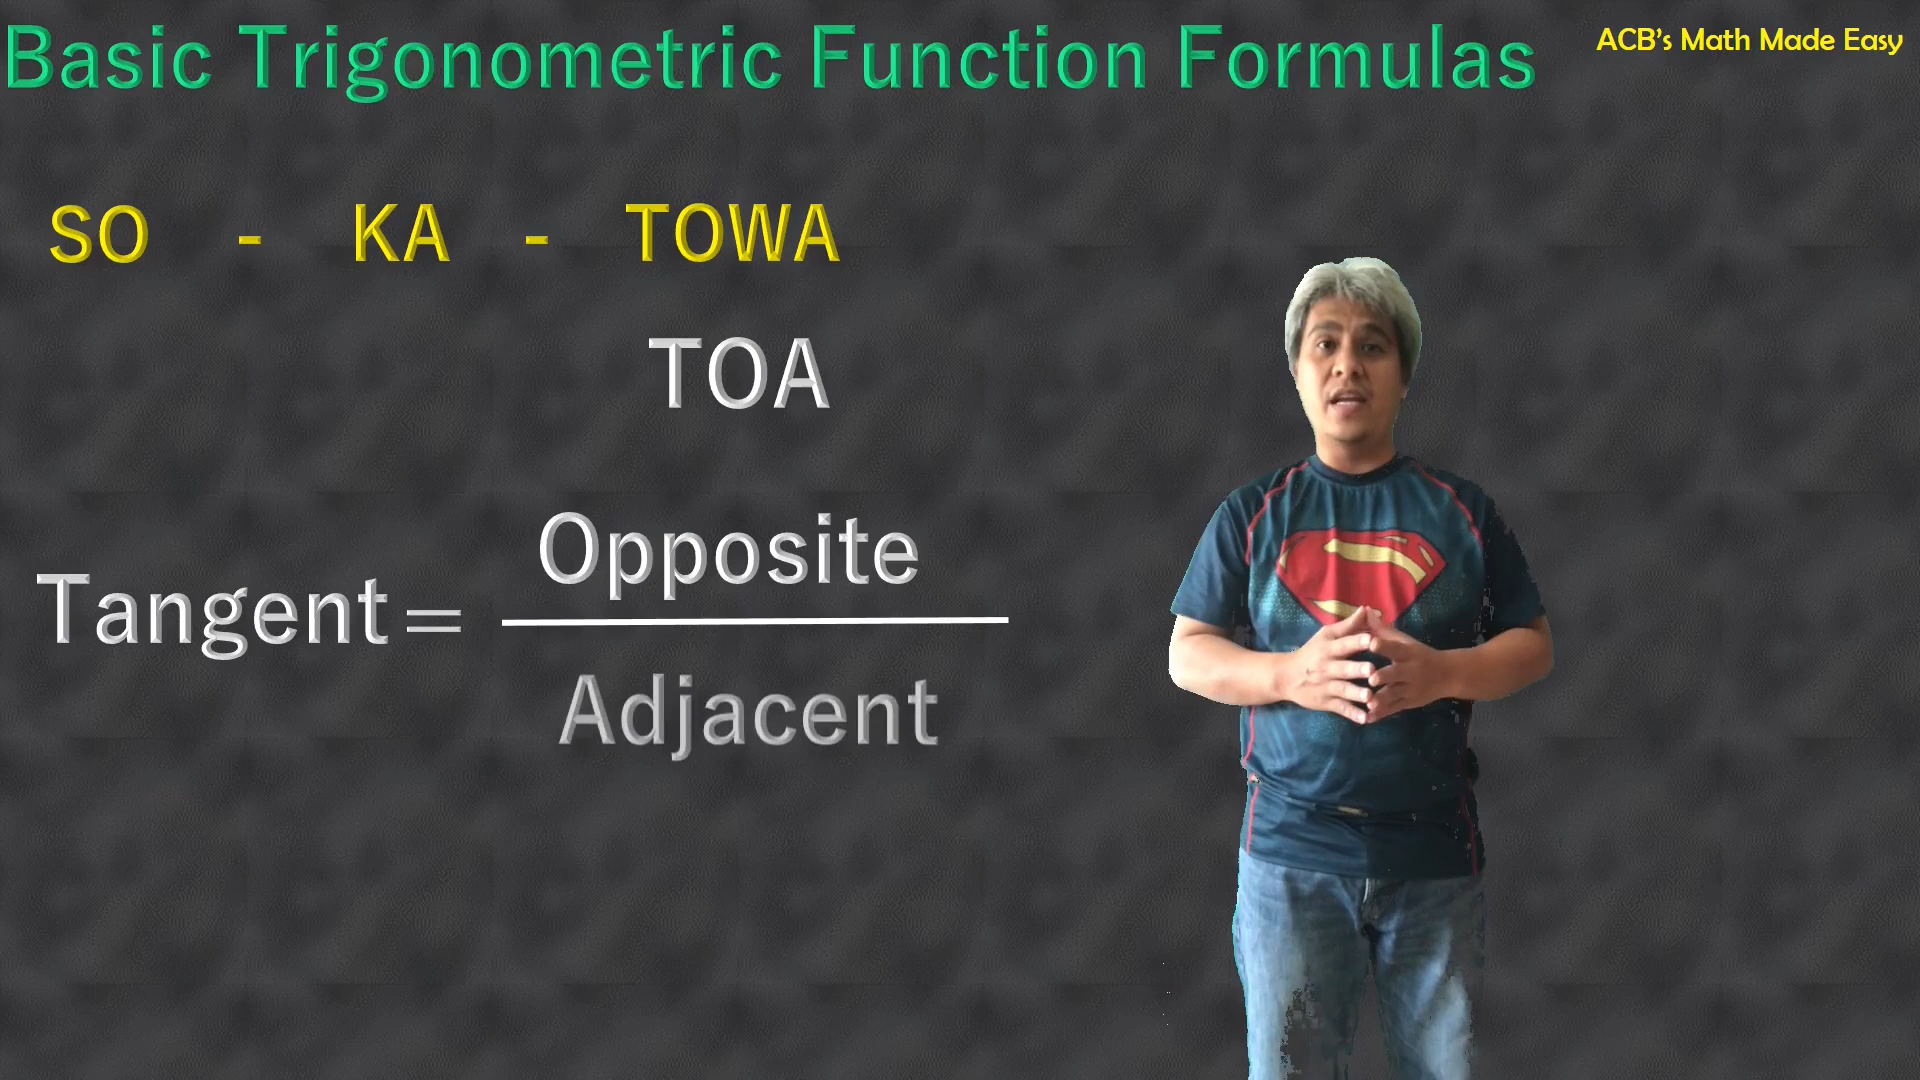 Basic Trigonometric Function Formulas
ACB's Math Made Easy
SO - KA - TOWA
TOA
Tangent = Opposite
Adjacent